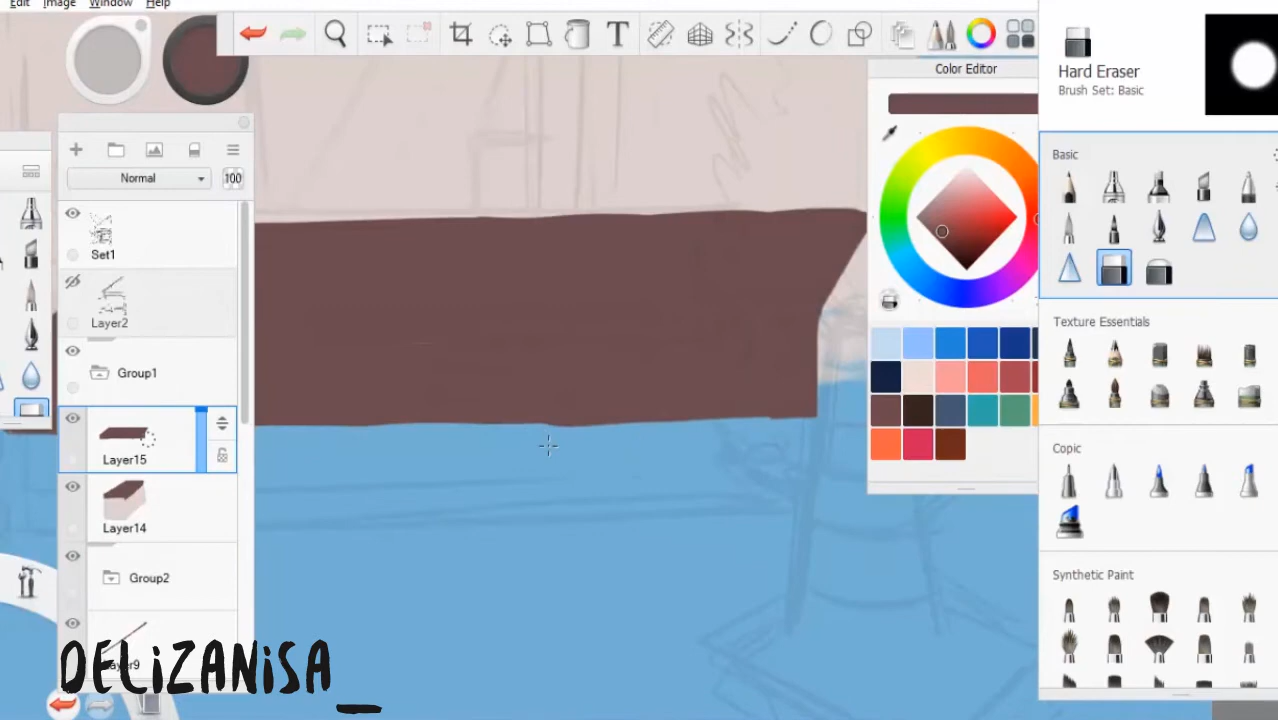 Edit Image Window Help
T
Color Editor
Hard Eraser
Brush Set: Basic
Normal
100
Basic
Set1
Layer2
Group1
Layer15
Layer14
Group2
Layer9
Texture Essentials
Copic
Synthetic Paint
DELiZANiSA_